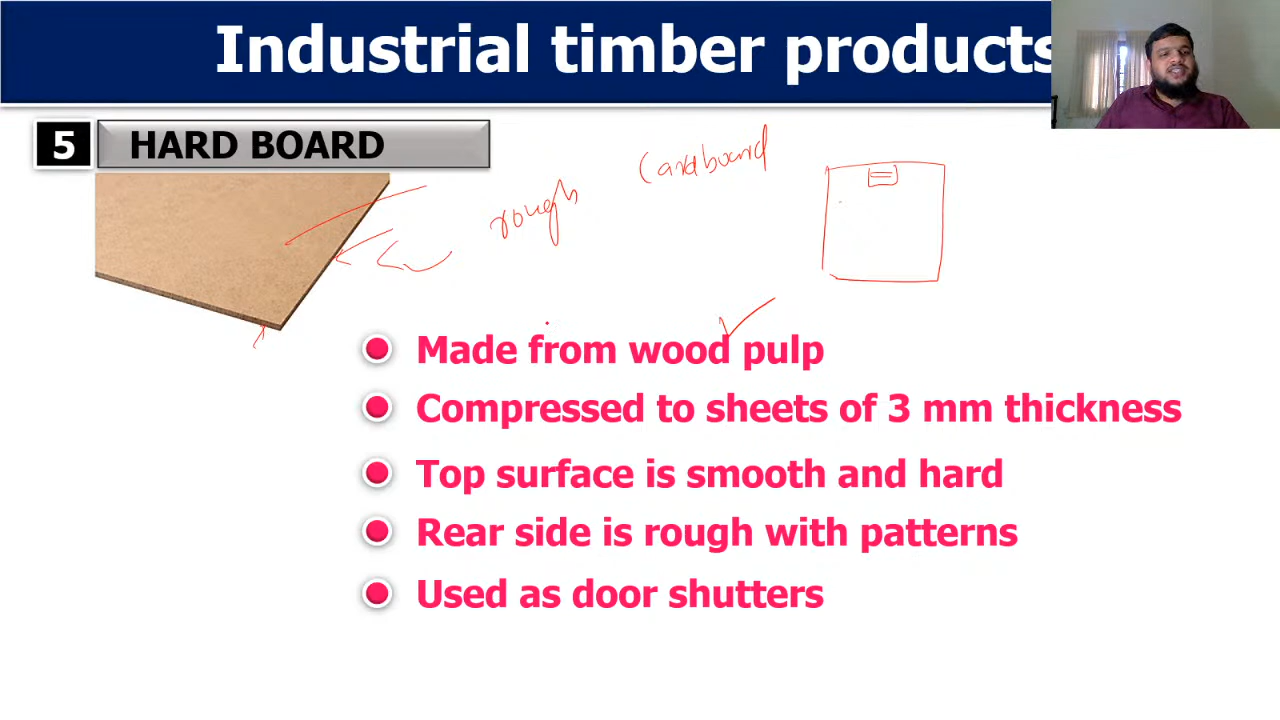 Industrial timber products
5 HARD BOARD
Cardboard
rough
Made from wood pulp
Compressed to sheets of 3 mm thickness
Top surface is smooth and hard
Rear side is rough with patterns
Used as door shutters